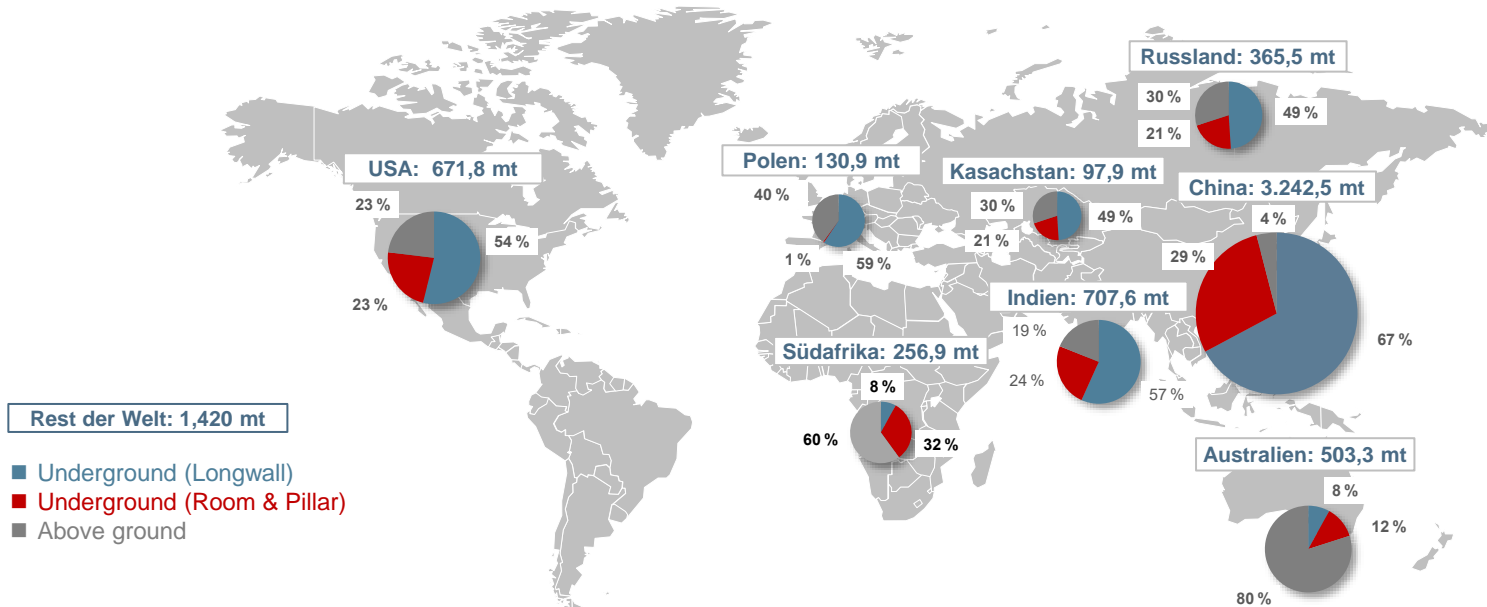 Russland: 365,5 mt
30 %
49 %
21 %
USA:  671,8 mt
23 %
54 %
23 %
Polen: 130,9 mt
40 %
1 %
59 %
Kasachstan: 97,9 mt
30 %
49 %
21 %
China: 3.242,5 mt
4 %
29 %
67 %
Indien: 707,6 mt
19 %
24 %
57 %
Südafrika: 256,9 mt
8 %
60 %
32 %
Rest der Welt: 1,420 mt
Underground (Longwall)
Underground (Room & Pillar)
Above ground
Australien: 503,3 mt
8 %
12 %
80 %